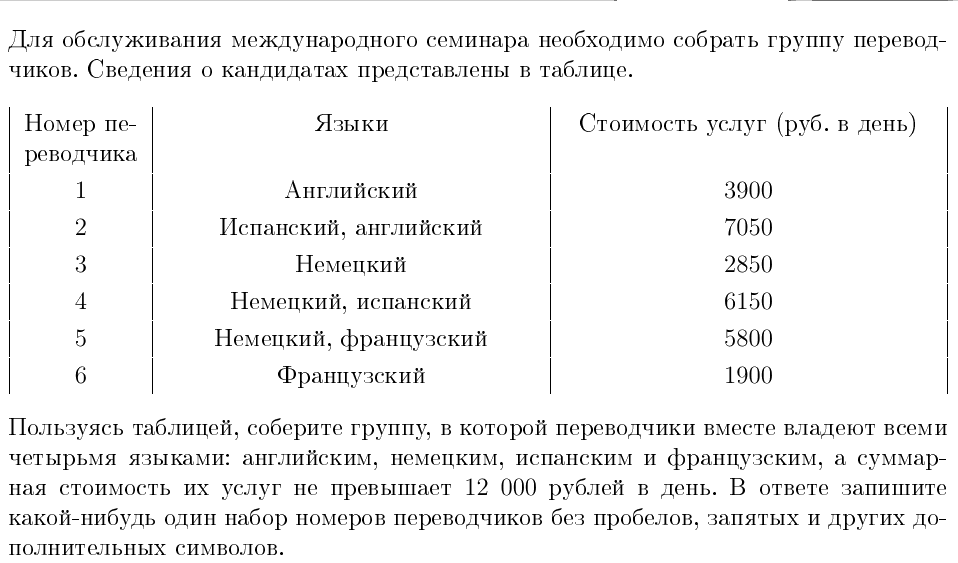 Для обслуживания международного семинара необходимо собрать группу перевод-
чиков. Сведения о кандидатах представлены в таблице.
Номер пе-
реводчика
Языки
Стоимость услуг (руб. в день)
1 Английский 3900
2 Испанский, английский 7050
3 Немецкий 2850
4 Немецкий, испанский 6150
5 Немецкий, французский 5800
6 Французский 1900
Пользуясь таблицей, соберите группу, в которой переводчики вместе владеют всеми
четырьмя языками: английским, немецким, испанским и французским, а суммар-
ная стоимость их услуг не превышает 12 000 рублей в день. В ответе запишите
какой-нибудь один набор номеров переводчиков без пробелов, запятых и других до-
полнительных символов.